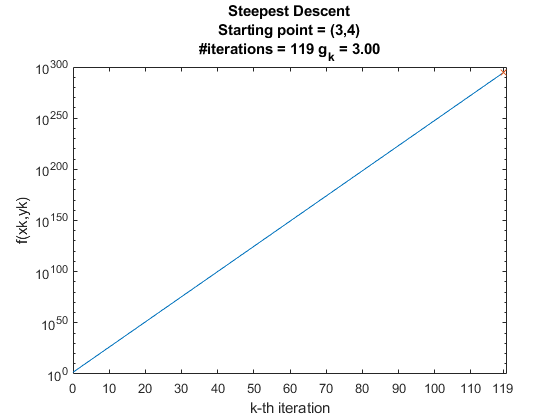 Steepest Descent
Starting point = (3,4)
#iterations = 119 g_k = 3.00
10^300
10^250
10^200
10^150
10^100
10^50
10^0
f(xk,yk)
0 10 20 30 40 50 60 70 80 90 100 110 119
k-th iteration